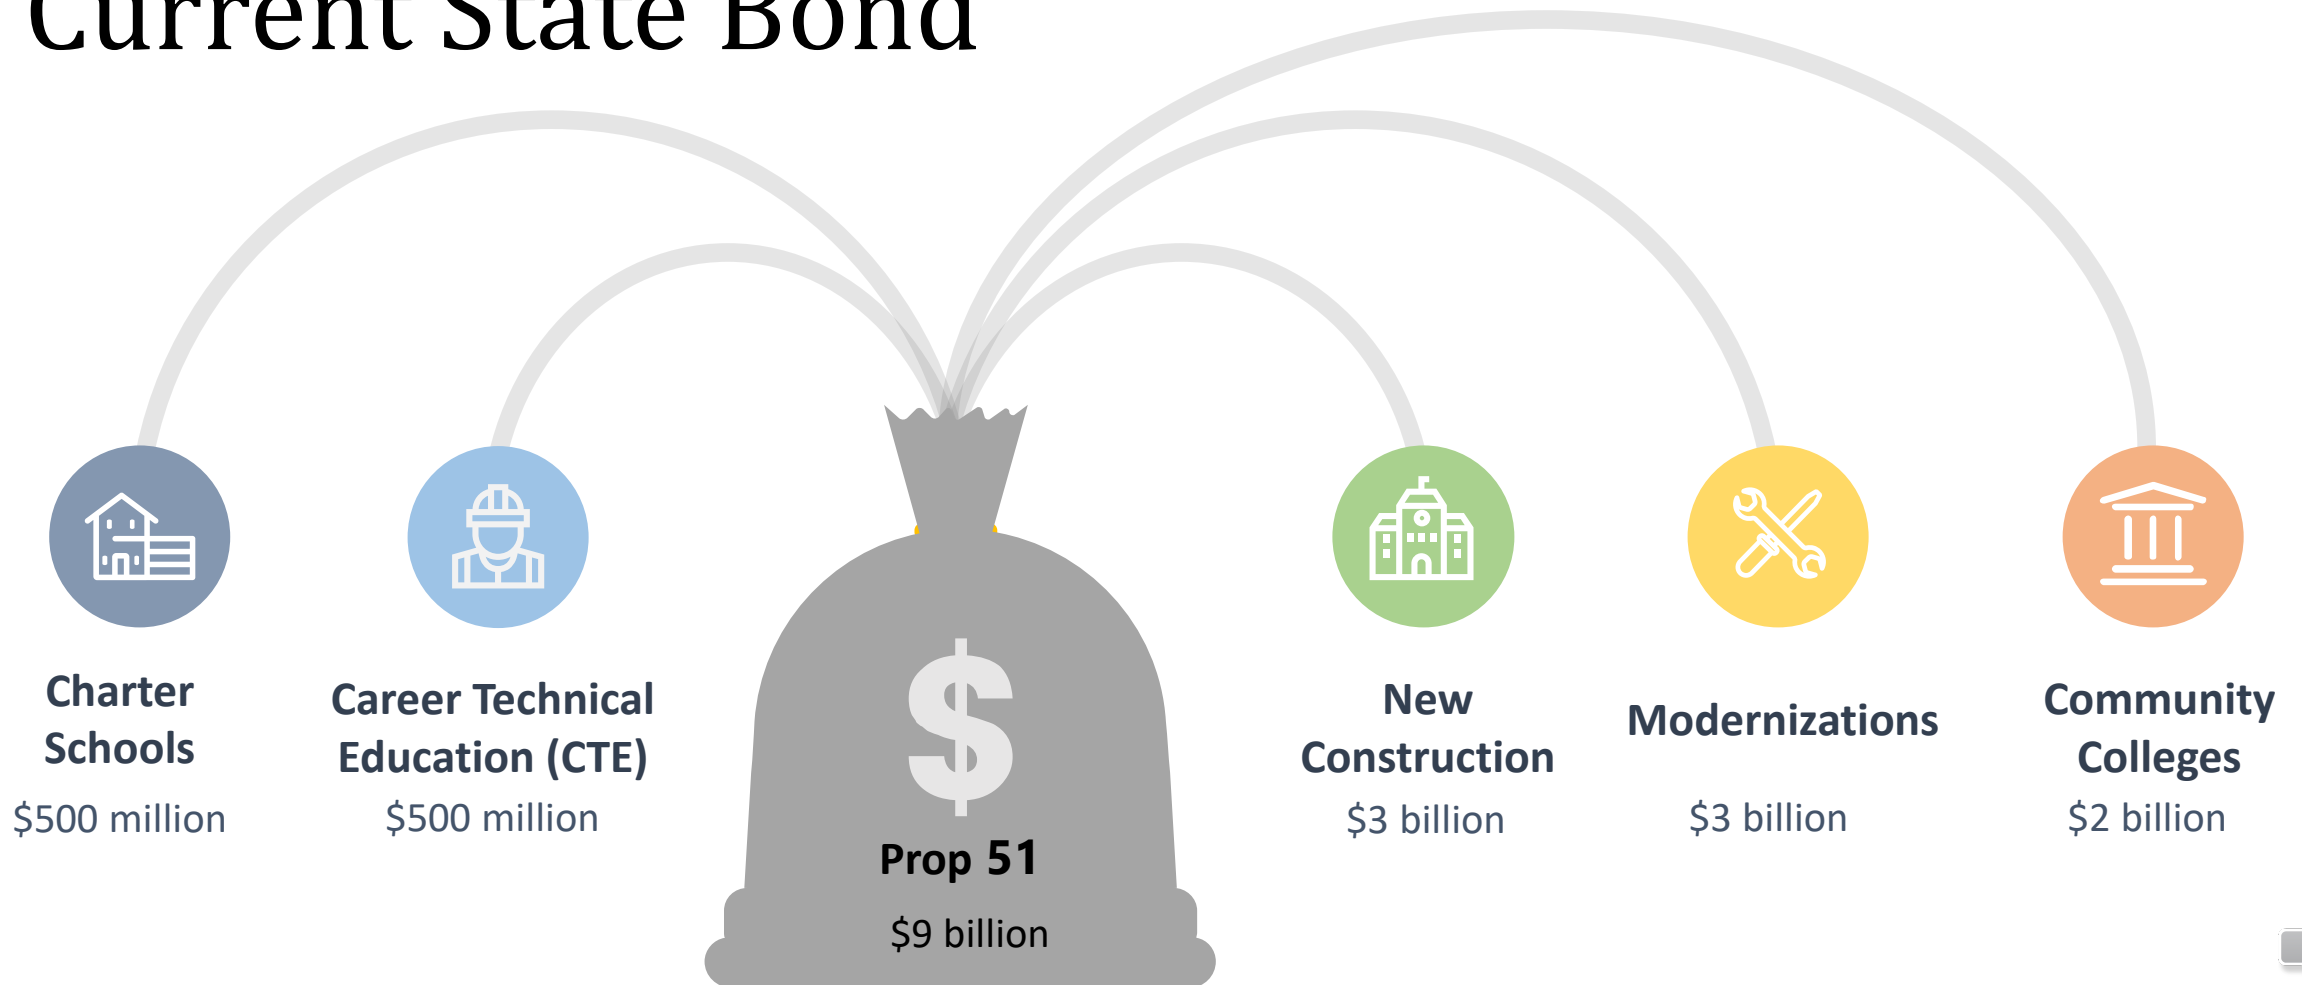 Current State Bond
Charter
Schools
$500 million
Career Technical
Education (CTE)
$500 million
$
Prop 51
$9 billion
New
Construction
$3 billion
Modernizations
$3 billion
Community
Colleges
$2 billion